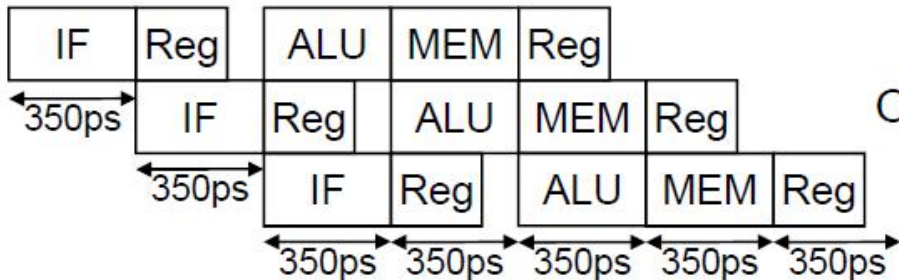 IF Reg ALU MEM Reg
350ps IF Reg ALU MEM Reg
350ps IF Reg ALU MEM Reg
350ps 350ps 350ps 350ps 350ps